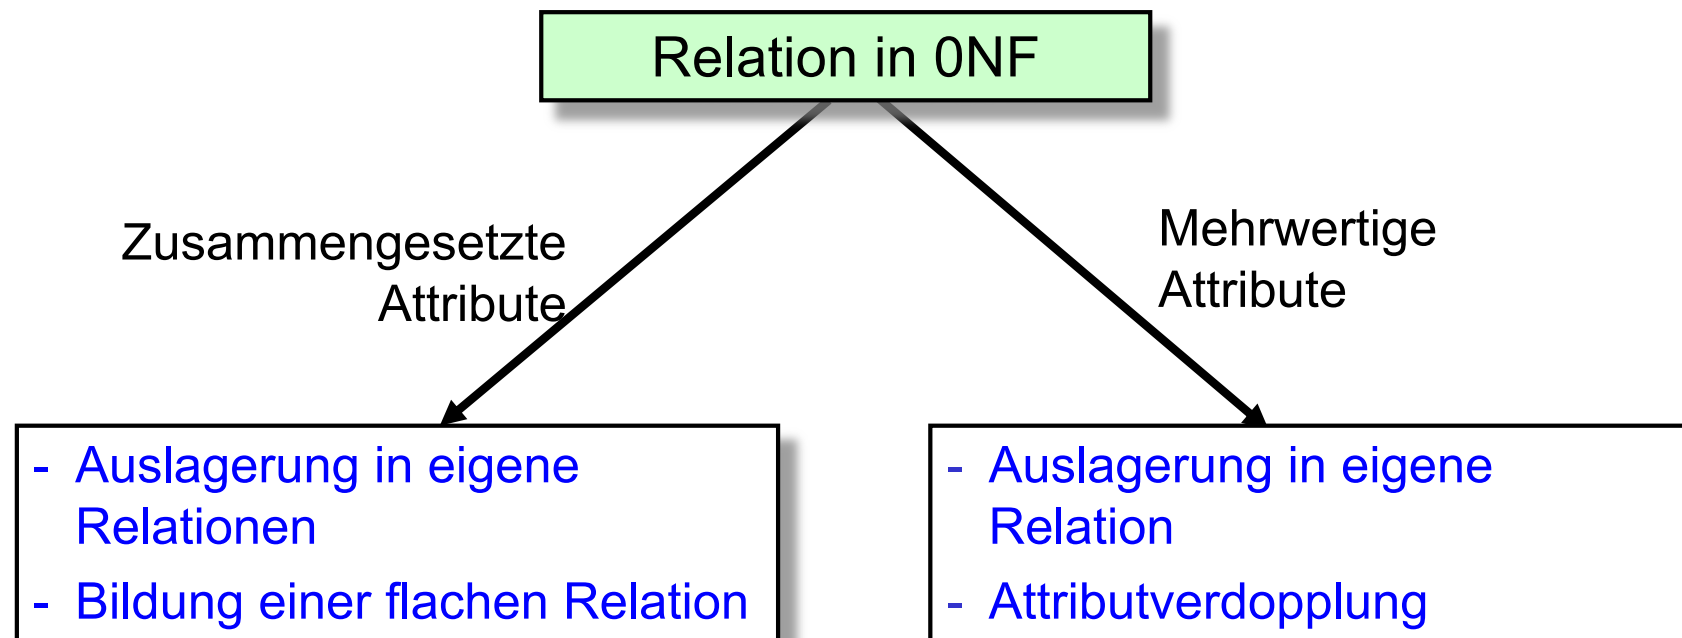 Relation in 0NF
Zusammengesetzte
Attribute
Mehrwertige
Attribute
- Auslagerung in eigene
Relationen
- Bildung einer flachen Relation
- Auslagerung in eigene
Relation
- Attributverdopplung